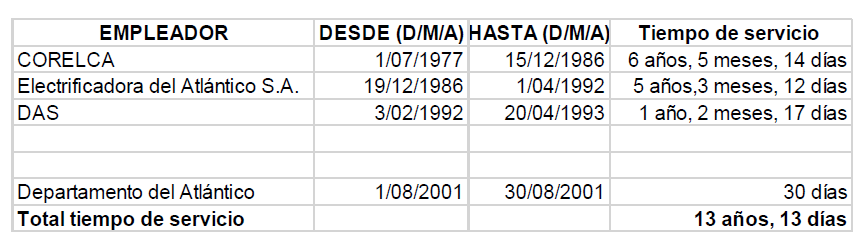 EMPLEADOR DESDE (D/M/A) HASTA (D/M/A) Tiempo de servicio
CORELCA 1/07/1977 15/12/1986 6 años, 5 meses, 14 días
Electrificadora del Atlántico S.A. 19/12/1986 1/04/1992 5 años,3 meses, 12 días
DAS 3/02/1992 20/04/1993 1 año, 2 meses, 17 días
Departamento del Atlántico 1/08/2001 30/08/2001 30 días
Total tiempo de servicio 13 años, 13 días